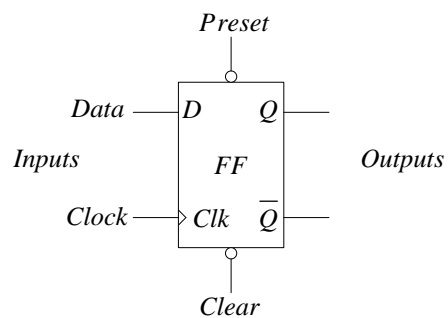 Preset
Data D Q
Inputs FF Outputs
Clock Clk Q̅
Clear